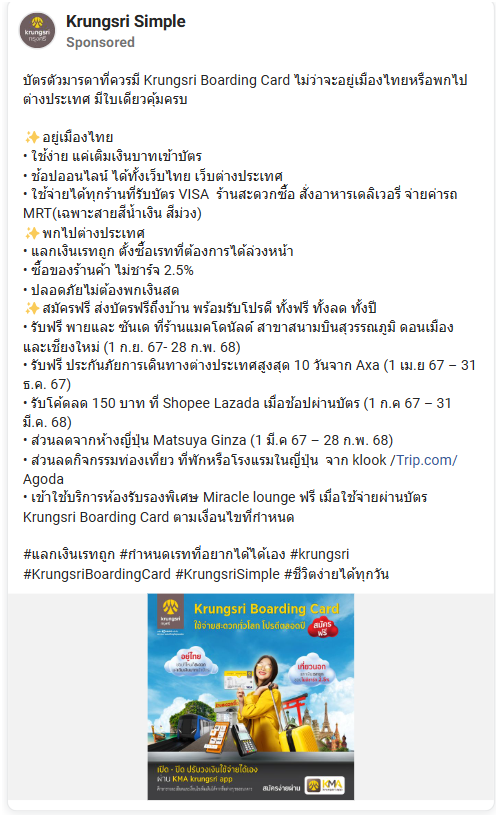 Krungsri Simple
Sponsored
บัตรตัวมารดาที่ควรมี Krungsri Boarding Card ไม่ว่าจะอยู่เมืองไทยหรือพกไป
ต่างประเทศ มีใบเดียวคุ้มครบ
✨ อยู่เมืองไทย
• ใช้ง่าย แค่เติมเงินบาทเข้าบัตร
• ช้อปออนไลน์ ได้ทั้งเว็บไทย เว็บต่างประเทศ
• ใช้จ่ายได้ทุกร้านที่รับบัตร VISA ร้านสะดวกซื้อ สั่งอาหารเดลิเวอรี่ จ่ายค่ารถ
MRT(เฉพาะสายสีน้ำเงิน สีม่วง)
✨ พกไปต่างประเทศ
• แลกเงินเรทถูก ตั้งซื้อเรทที่ต้องการได้ล่วงหน้า
• ซื้อของร้านค้า ไม่ชาร์จ 2.5%
• ปลอดภัยไม่ต้องพกเงินสด
✨ สมัครฟรี ส่งบัตรฟรีถึงบ้าน พร้อมรับโปรดี ทั้งฟรี ทั้งลด ทั้งปี
• รับฟรี พายและ ซันเด ที่ร้านแมคโดนัลด์ สาขาสนามบินสุวรรณภูมิ ดอนเมือง
และเชียงใหม่ (1 ก.ย. 67- 28 ก.พ. 68)
• รับฟรี ประกันภัยการเดินทางต่างประเทศสูงสุด 10 วันจาก Axa (1 เม.ย 67 – 31
ธ.ค. 67)
• รับโค้ดลด 150 บาท ที่ Shopee Lazada เมื่อช้อปผ่านบัตร (1 ก.ค 67 – 31
มี.ค. 68)
• ส่วนลดจากห้างญี่ปุ่น Matsuya Ginza (1 มี.ค 67 – 28 ก.พ. 68)
• ส่วนลดกิจกรรมท่องเที่ยว ที่พักหรือโรงแรมในญี่ปุ่น จาก klook /Trip.com/
Agoda
• เข้าใช้บริการห้องรับรองพิเศษ Miracle lounge ฟรี เมื่อใช้จ่ายผ่านบัตร
Krungsri Boarding Card ตามเงื่อนไขที่กำหนด
#แลกเงินเรทถูก #กำหนดเรทที่อยากได้ได้เอง #krungsri
#KrungsriBoardingCard #KrungsriSimple #ชีวิตง่ายได้ทุกวัน
krungsri
กรุงศรี
Krungsri Boarding Card
ใช้จ่ายสะดวกทั่วโลก โปรดีตลอดปี
สมัคร
ฟรี
อยู่ไทย
เที่ยวนอก
เปิด - ปิด ปรับวงเงินใช้จ่ายได้เอง
ผ่าน KMA krungsri app
สมัครง่ายผ่าน
KMA